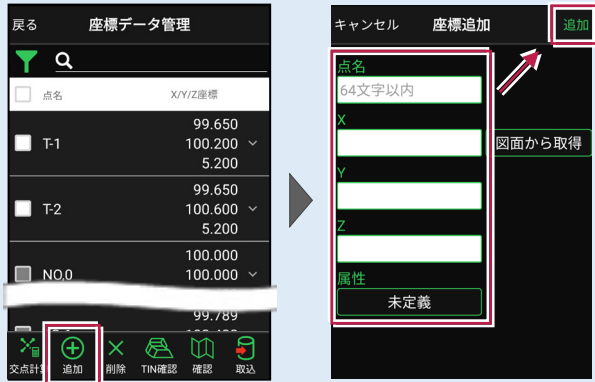 戻る 座標データ管理
点名 X/Y/Z座標
99.650
T-1 100.200
5.200
99.650
T-2 100.600
5.200
100.000
NO,0 100.000
99.789
交点計算 追加 削除 TIN確認 確認 取込
キャンセル 座標追加 追加
点名
64文字以内
X
図面から取得
Y
Z
属性
未定義